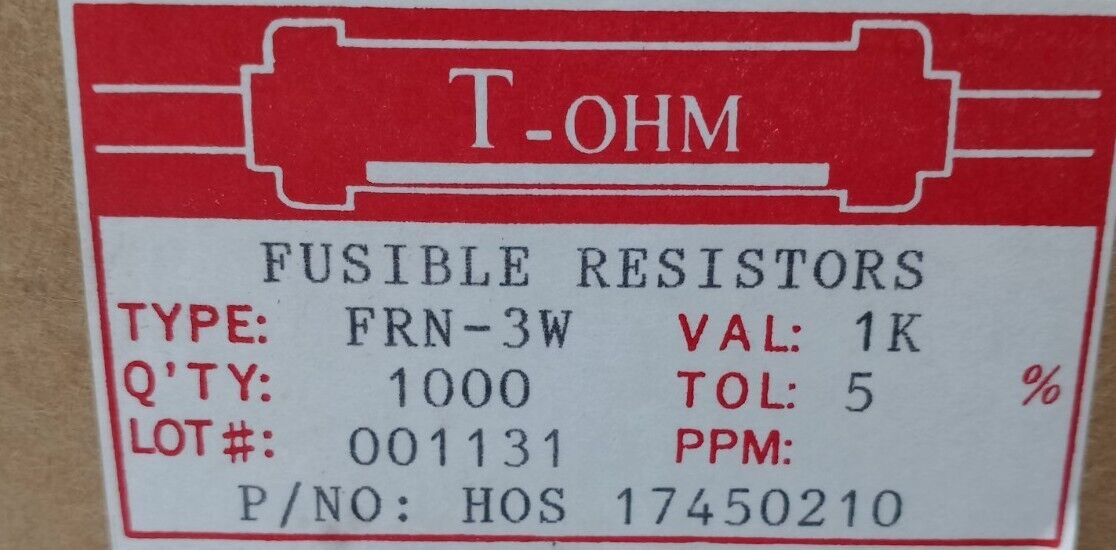 T-OHM
FUSIBLE RESISTORS
TYPE: FRN-3W VAL: 1K
Q'TY: 1000 TOL: 5 %
LOT#: 001131 PPM:
P/NO: HOS 17450210